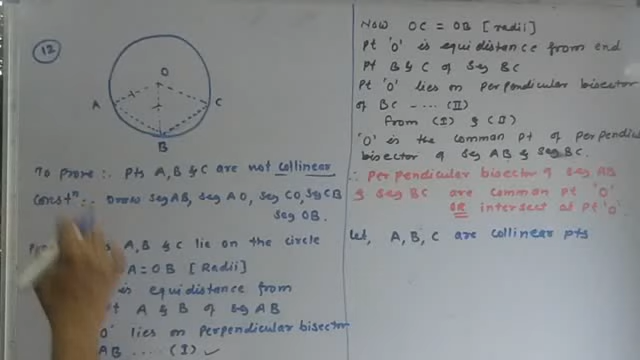 12
O
A
C
B
To prove :. Pts A, B & C are not collinear
Constⁿ :. Draw seg AB, seg AO, seg CO, seg CB
seg OB.
A, B & C lie on the circle
A = OB [Radii]
is equidistance from
A & B of seg AB
O' lies on perpendicular bisector
AB .... (I)
Now OC = OB [radii]
Pt 'O' is equidistance from end
Pt B & C of seg BC
Pt 'O' lies on perpendicular bisector
of BC .... (II)
from (I) & (II)
'O' is the common pt of perpendicular
bisector of seg AB & seg BC.
∴ Perpendicular bisector of seg AB
& seg BC are common pt 'O'
OR intersect at pt 'O'.
Let, A, B, C are collinear pts